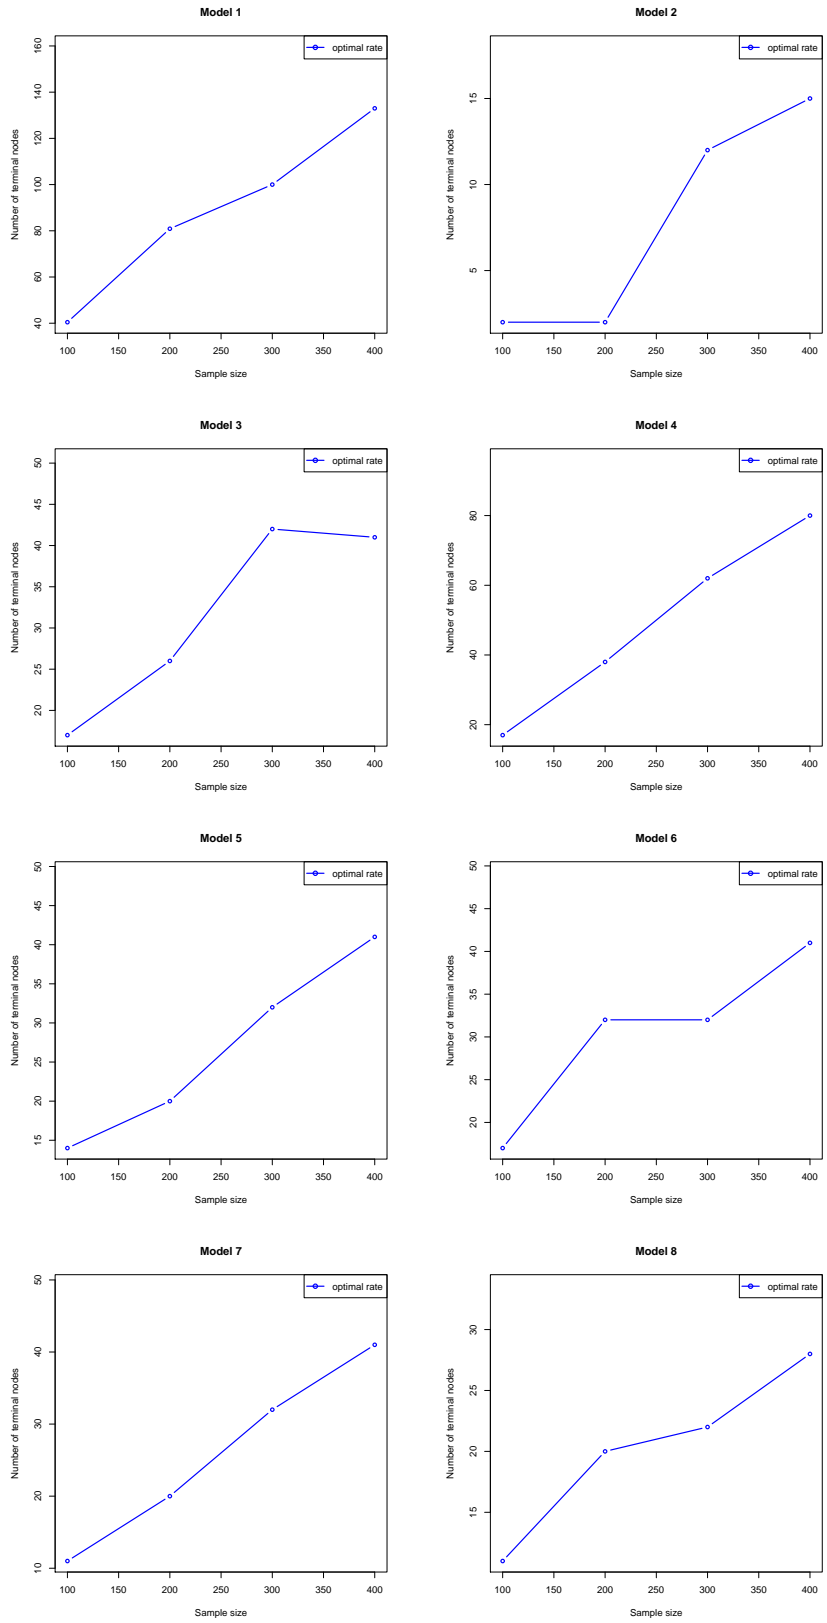 Model 1
optimal rate
Number of terminal nodes
160
140
120
100
80
60
40
100 150 200 250 300 350 400
Sample size
Model 2
optimal rate
Number of terminal nodes
15
10
5
100 150 200 250 300 350 400
Sample size
Model 3
optimal rate
Number of terminal nodes
50
45
40
35
30
25
20
100 150 200 250 300 350 400
Sample size
Model 4
optimal rate
Number of terminal nodes
80
60
40
20
100 150 200 250 300 350 400
Sample size
Model 5
optimal rate
Number of terminal nodes
50
45
40
35
30
25
20
15
100 150 200 250 300 350 400
Sample size
Model 6
optimal rate
Number of terminal nodes
50
45
40
35
30
25
20
100 150 200 250 300 350 400
Sample size
Model 7
optimal rate
Number of terminal nodes
50
40
30
20
10
100 150 200 250 300 350 400
Sample size
Model 8
optimal rate
Number of terminal nodes
30
25
20
15
100 150 200 250 300 350 400
Sample size